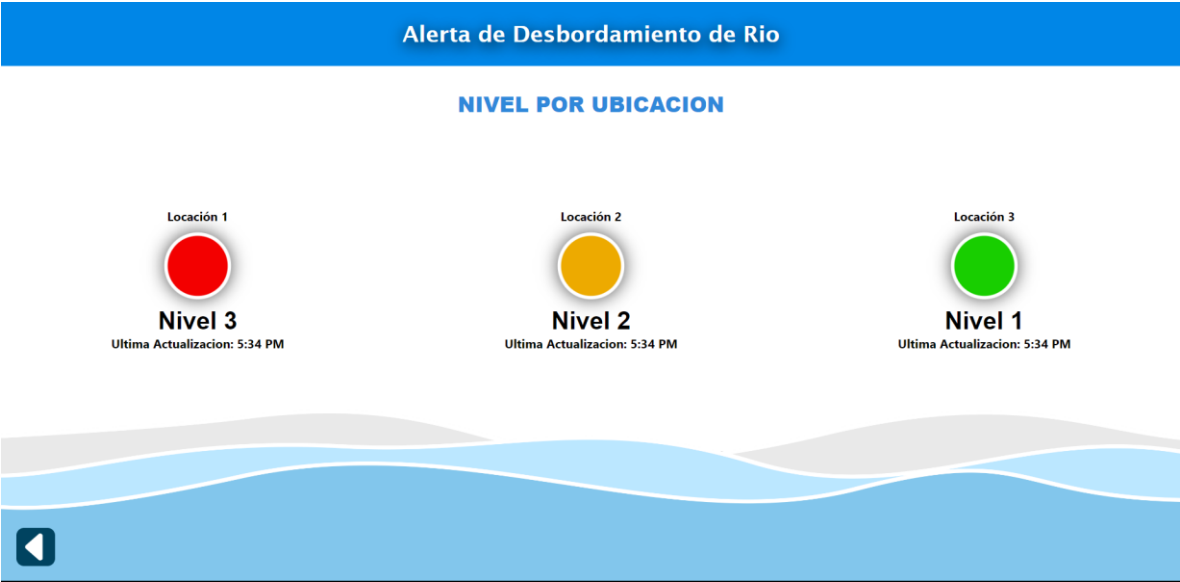 Alerta de Desbordamiento de Rio
NIVEL POR UBICACION
Locación 1
Nivel 3
Ultima Actualizacion: 5:34 PM
Locación 2
Nivel 2
Ultima Actualizacion: 5:34 PM
Locación 3
Nivel 1
Ultima Actualizacion: 5:34 PM